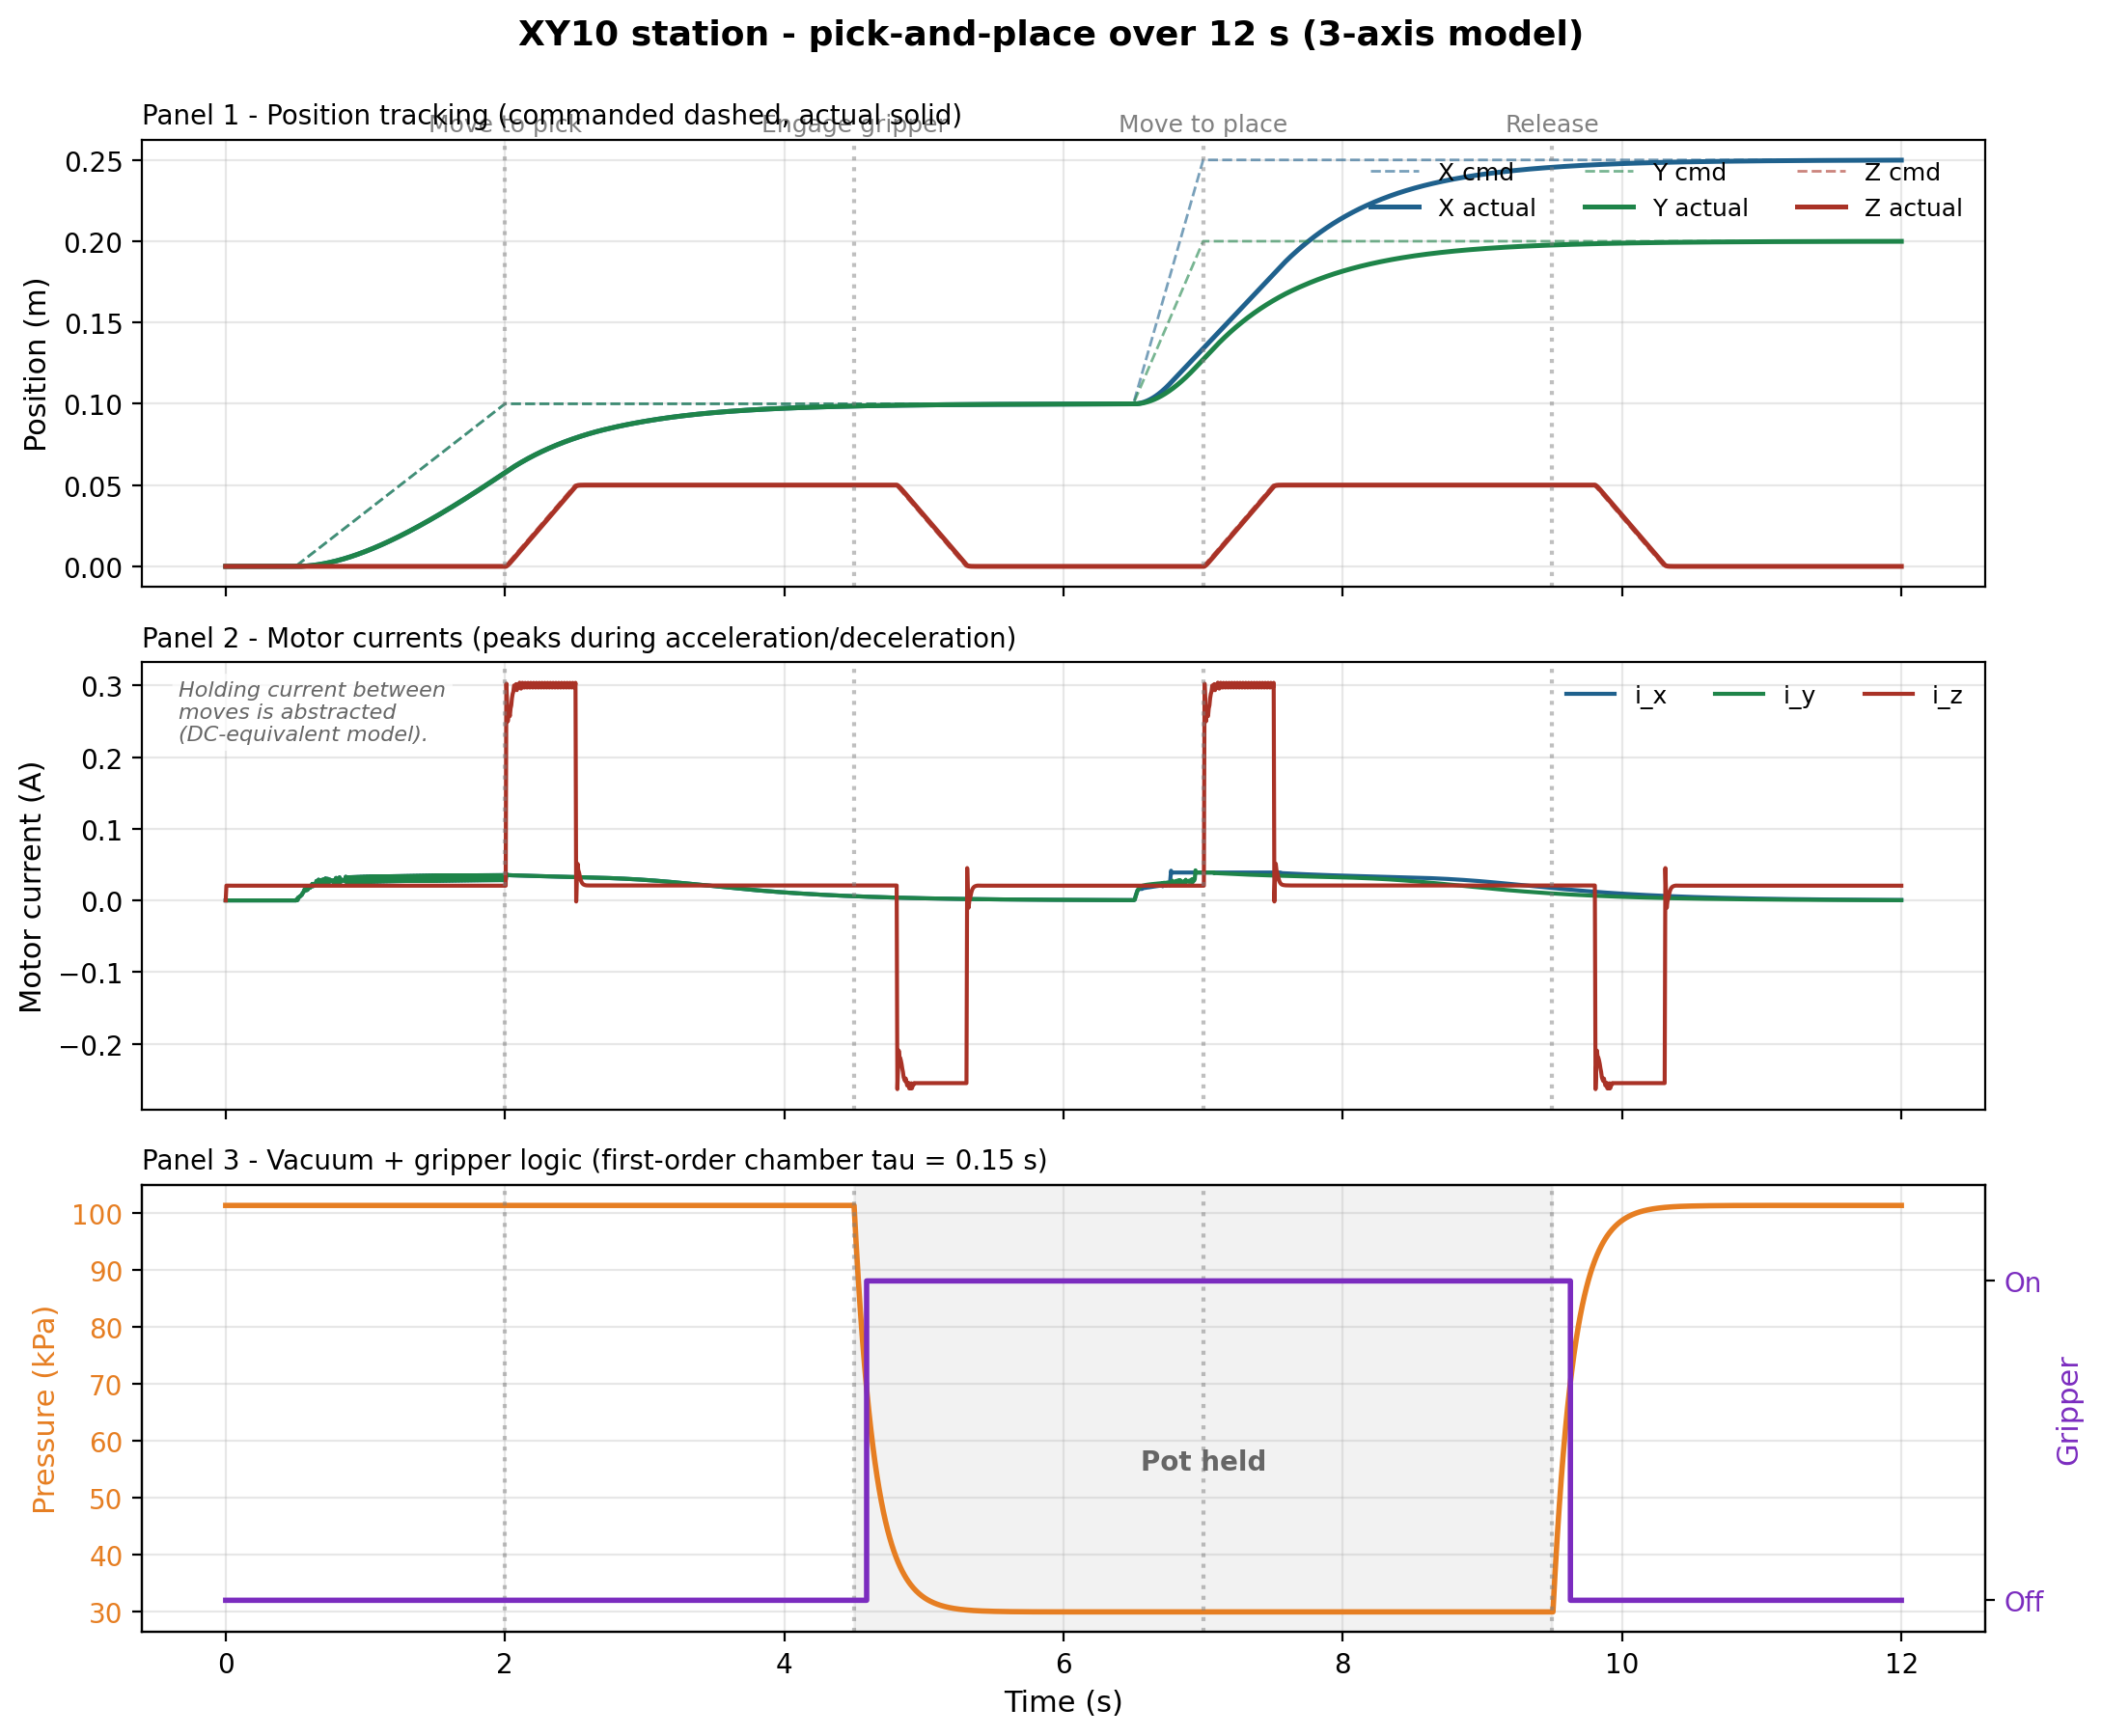 XY10 station - pick-and-place over 12 s (3-axis model)
Panel 1 - Position tracking (commanded dashed, actual solid)
Move to pick
Engage gripper
Move to place
Release
Position (m)
0.25
0.20
0.15
0.10
0.05
0.00
X cmd
Y cmd
Z cmd
X actual
Y actual
Z actual
Panel 2 - Motor currents (peaks during acceleration/deceleration)
Motor current (A)
0.3
0.2
0.1
0.0
−0.1
−0.2
Holding current between
moves is abstracted
(DC-equivalent model).
i_x
i_y
i_z
Panel 3 - Vacuum + gripper logic (first-order chamber tau = 0.15 s)
Pressure (kPa)
100
90
80
70
60
50
40
30
Pot held
On
Off
Gripper
0
2
4
6
8
10
12
Time (s)